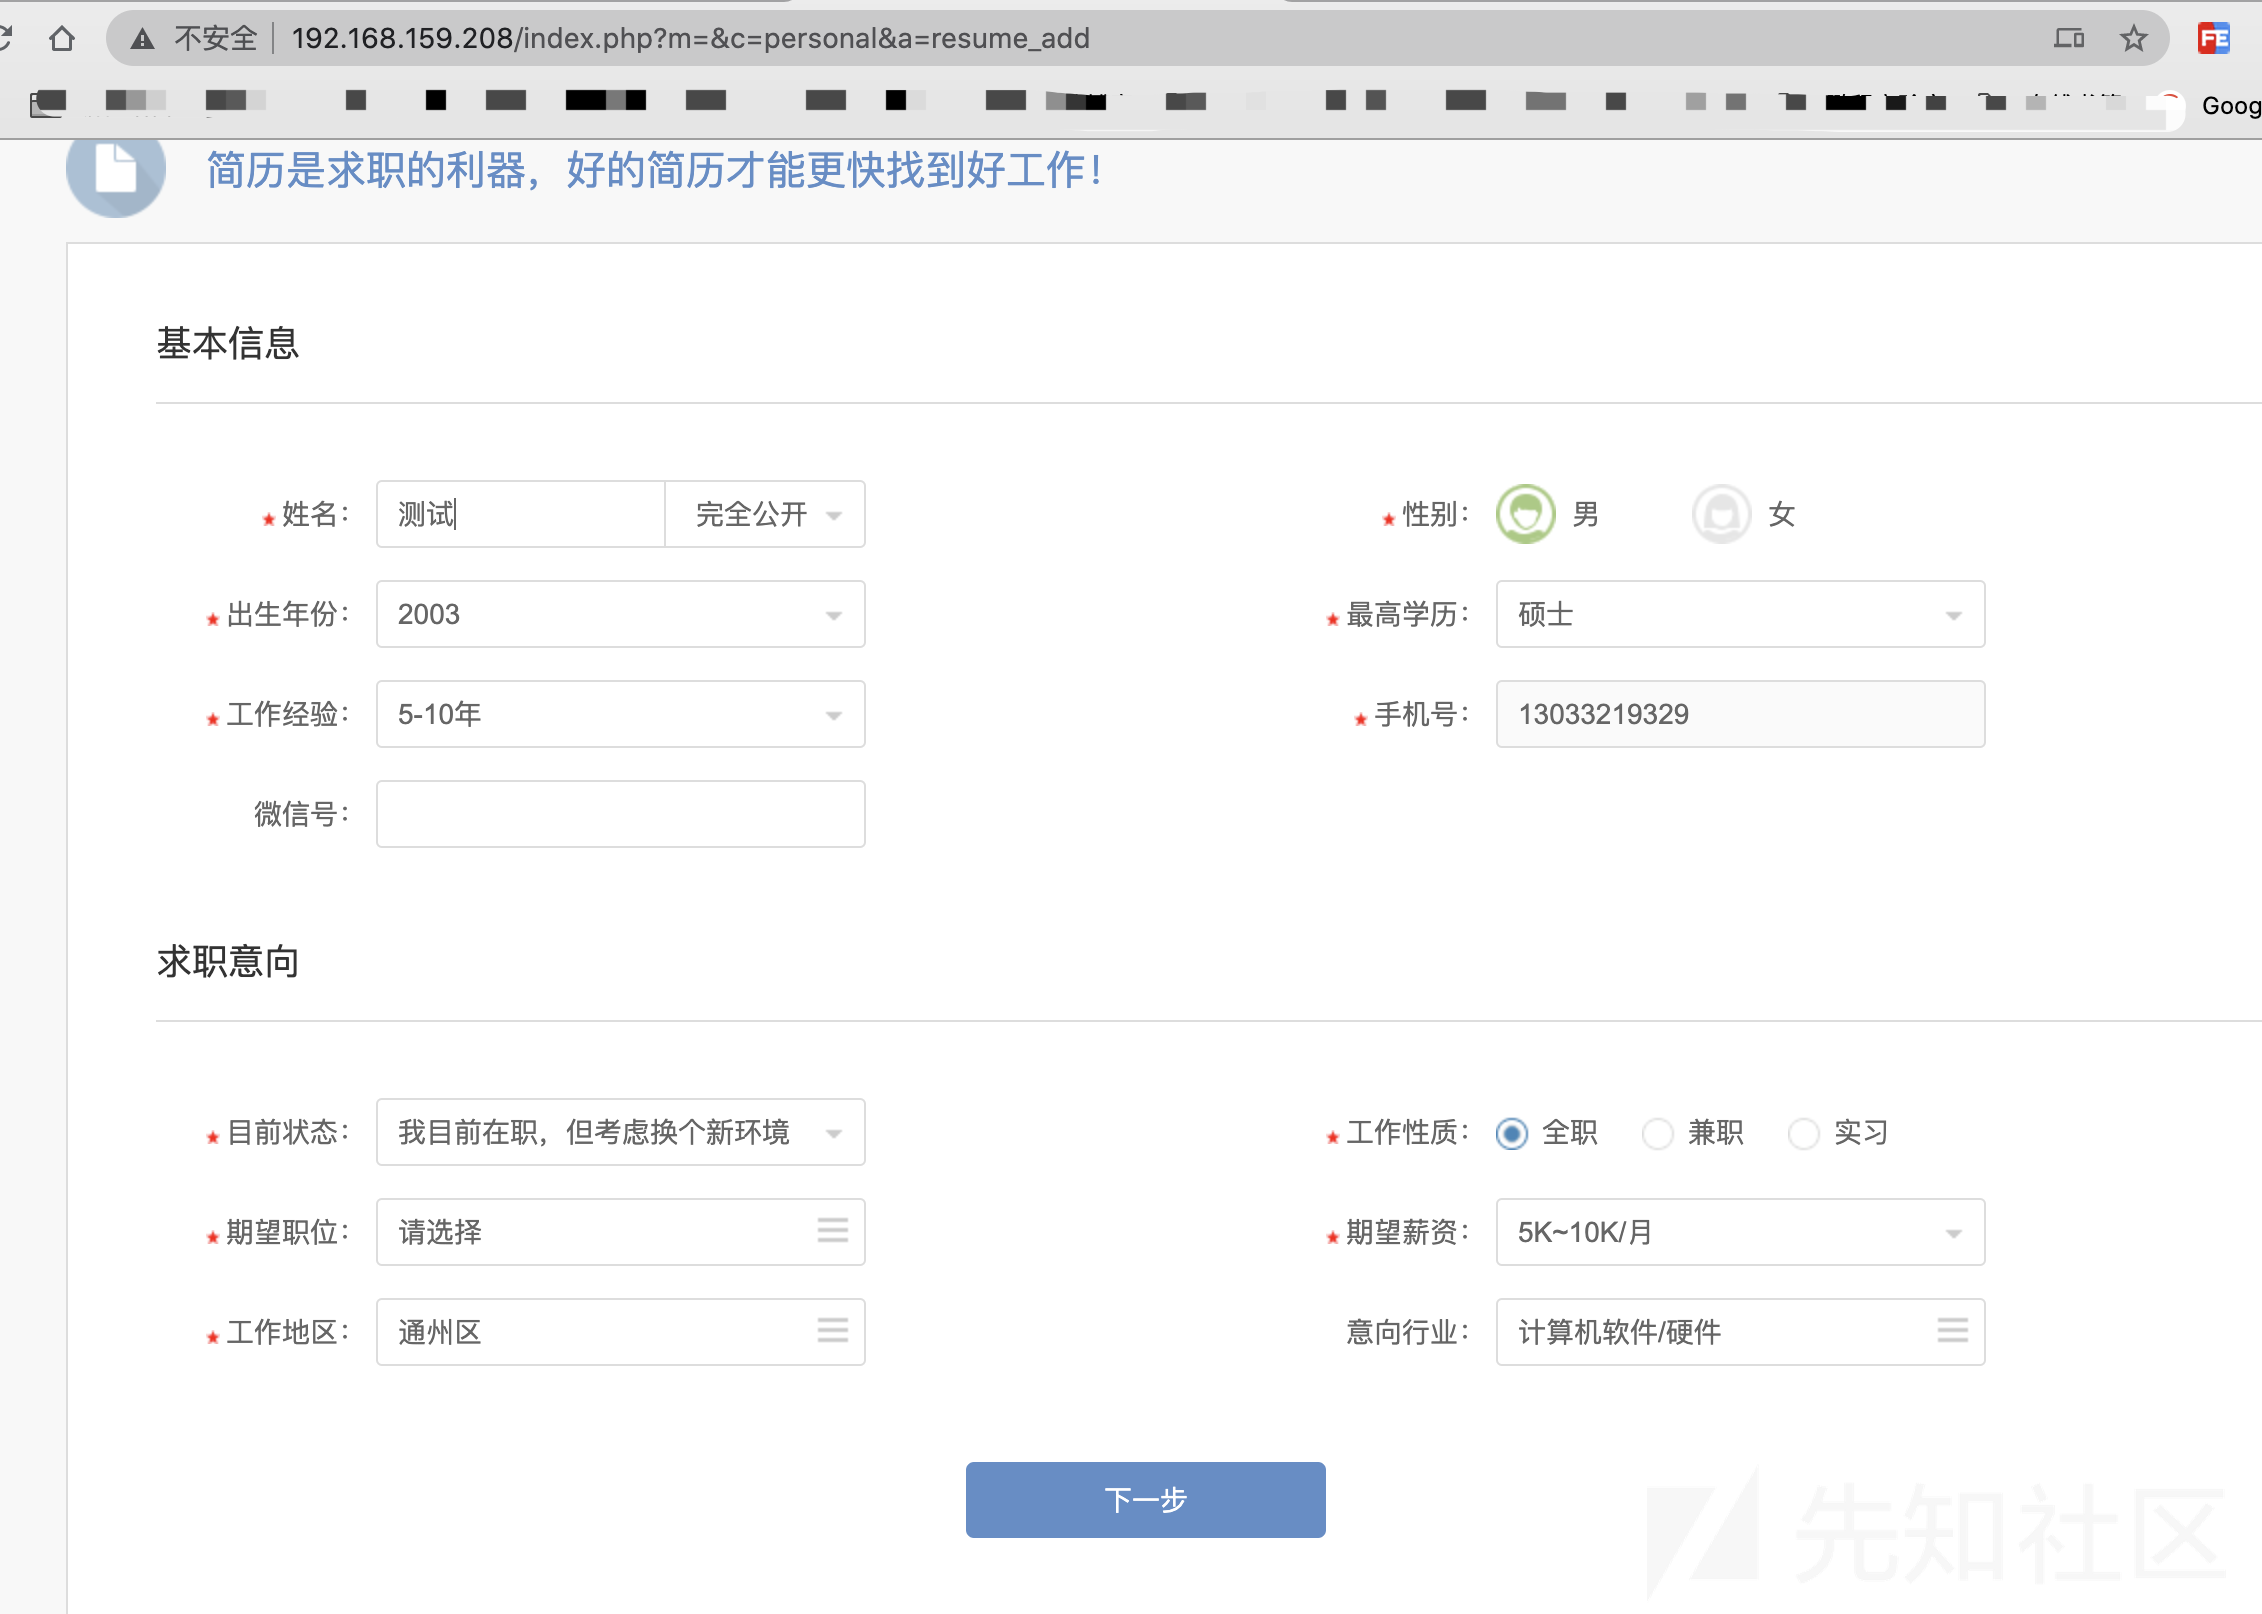 不安全 192.168.159.208/index.php?m=&c=personal&a=resume_add
FE
Goog
简历是求职的利器，好的简历才能更快找到好工作！
基本信息
★ 姓名： 测试 完全公开 ★ 性别： 男 女
★ 出生年份： 2003 ★ 最高学历： 硕士
★ 工作经验： 5-10年 ★ 手机号： 13033219329
微信号：
求职意向
★ 目前状态： 我目前在职，但考虑换个新环境 ★ 工作性质： 全职 兼职 实习
★ 期望职位： 请选择 ★ 期望薪资： 5K~10K/月
★ 工作地区： 通州区 意向行业： 计算机软件/硬件
下一步
先知社区